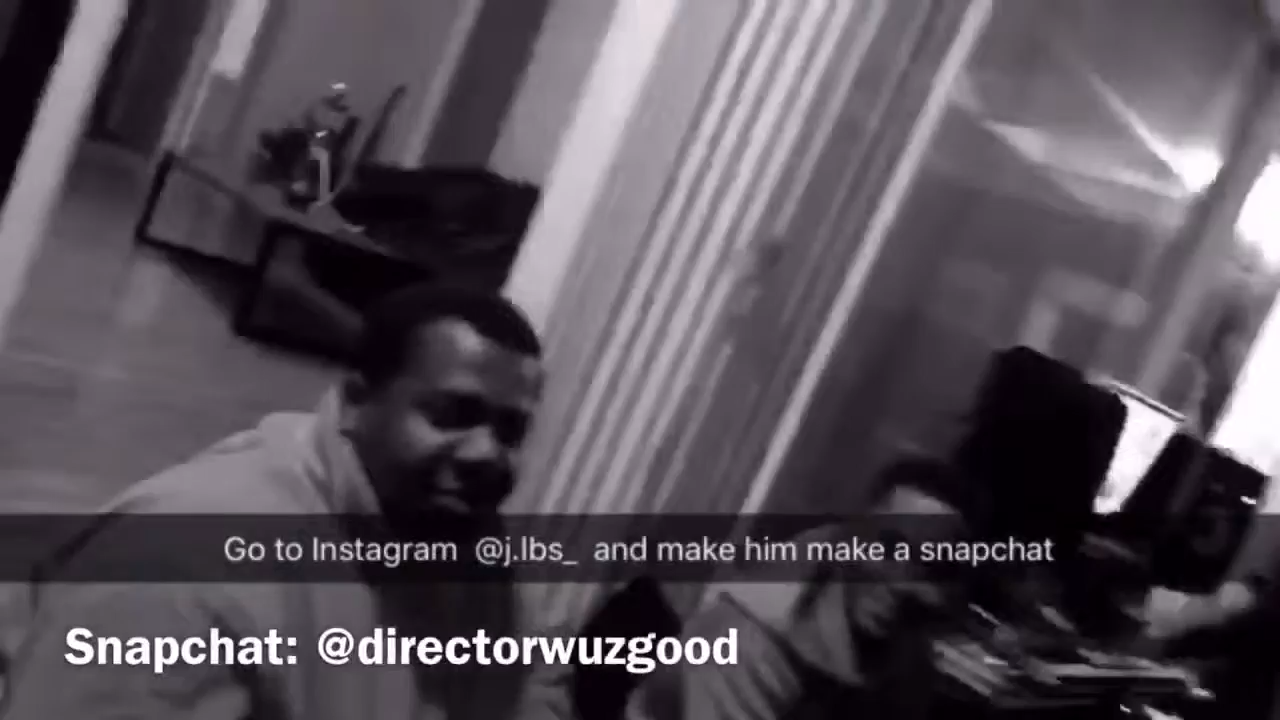 Go to Instagram @j.lbs_ and make him make a snapchat
Snapchat: @directorwuzgood